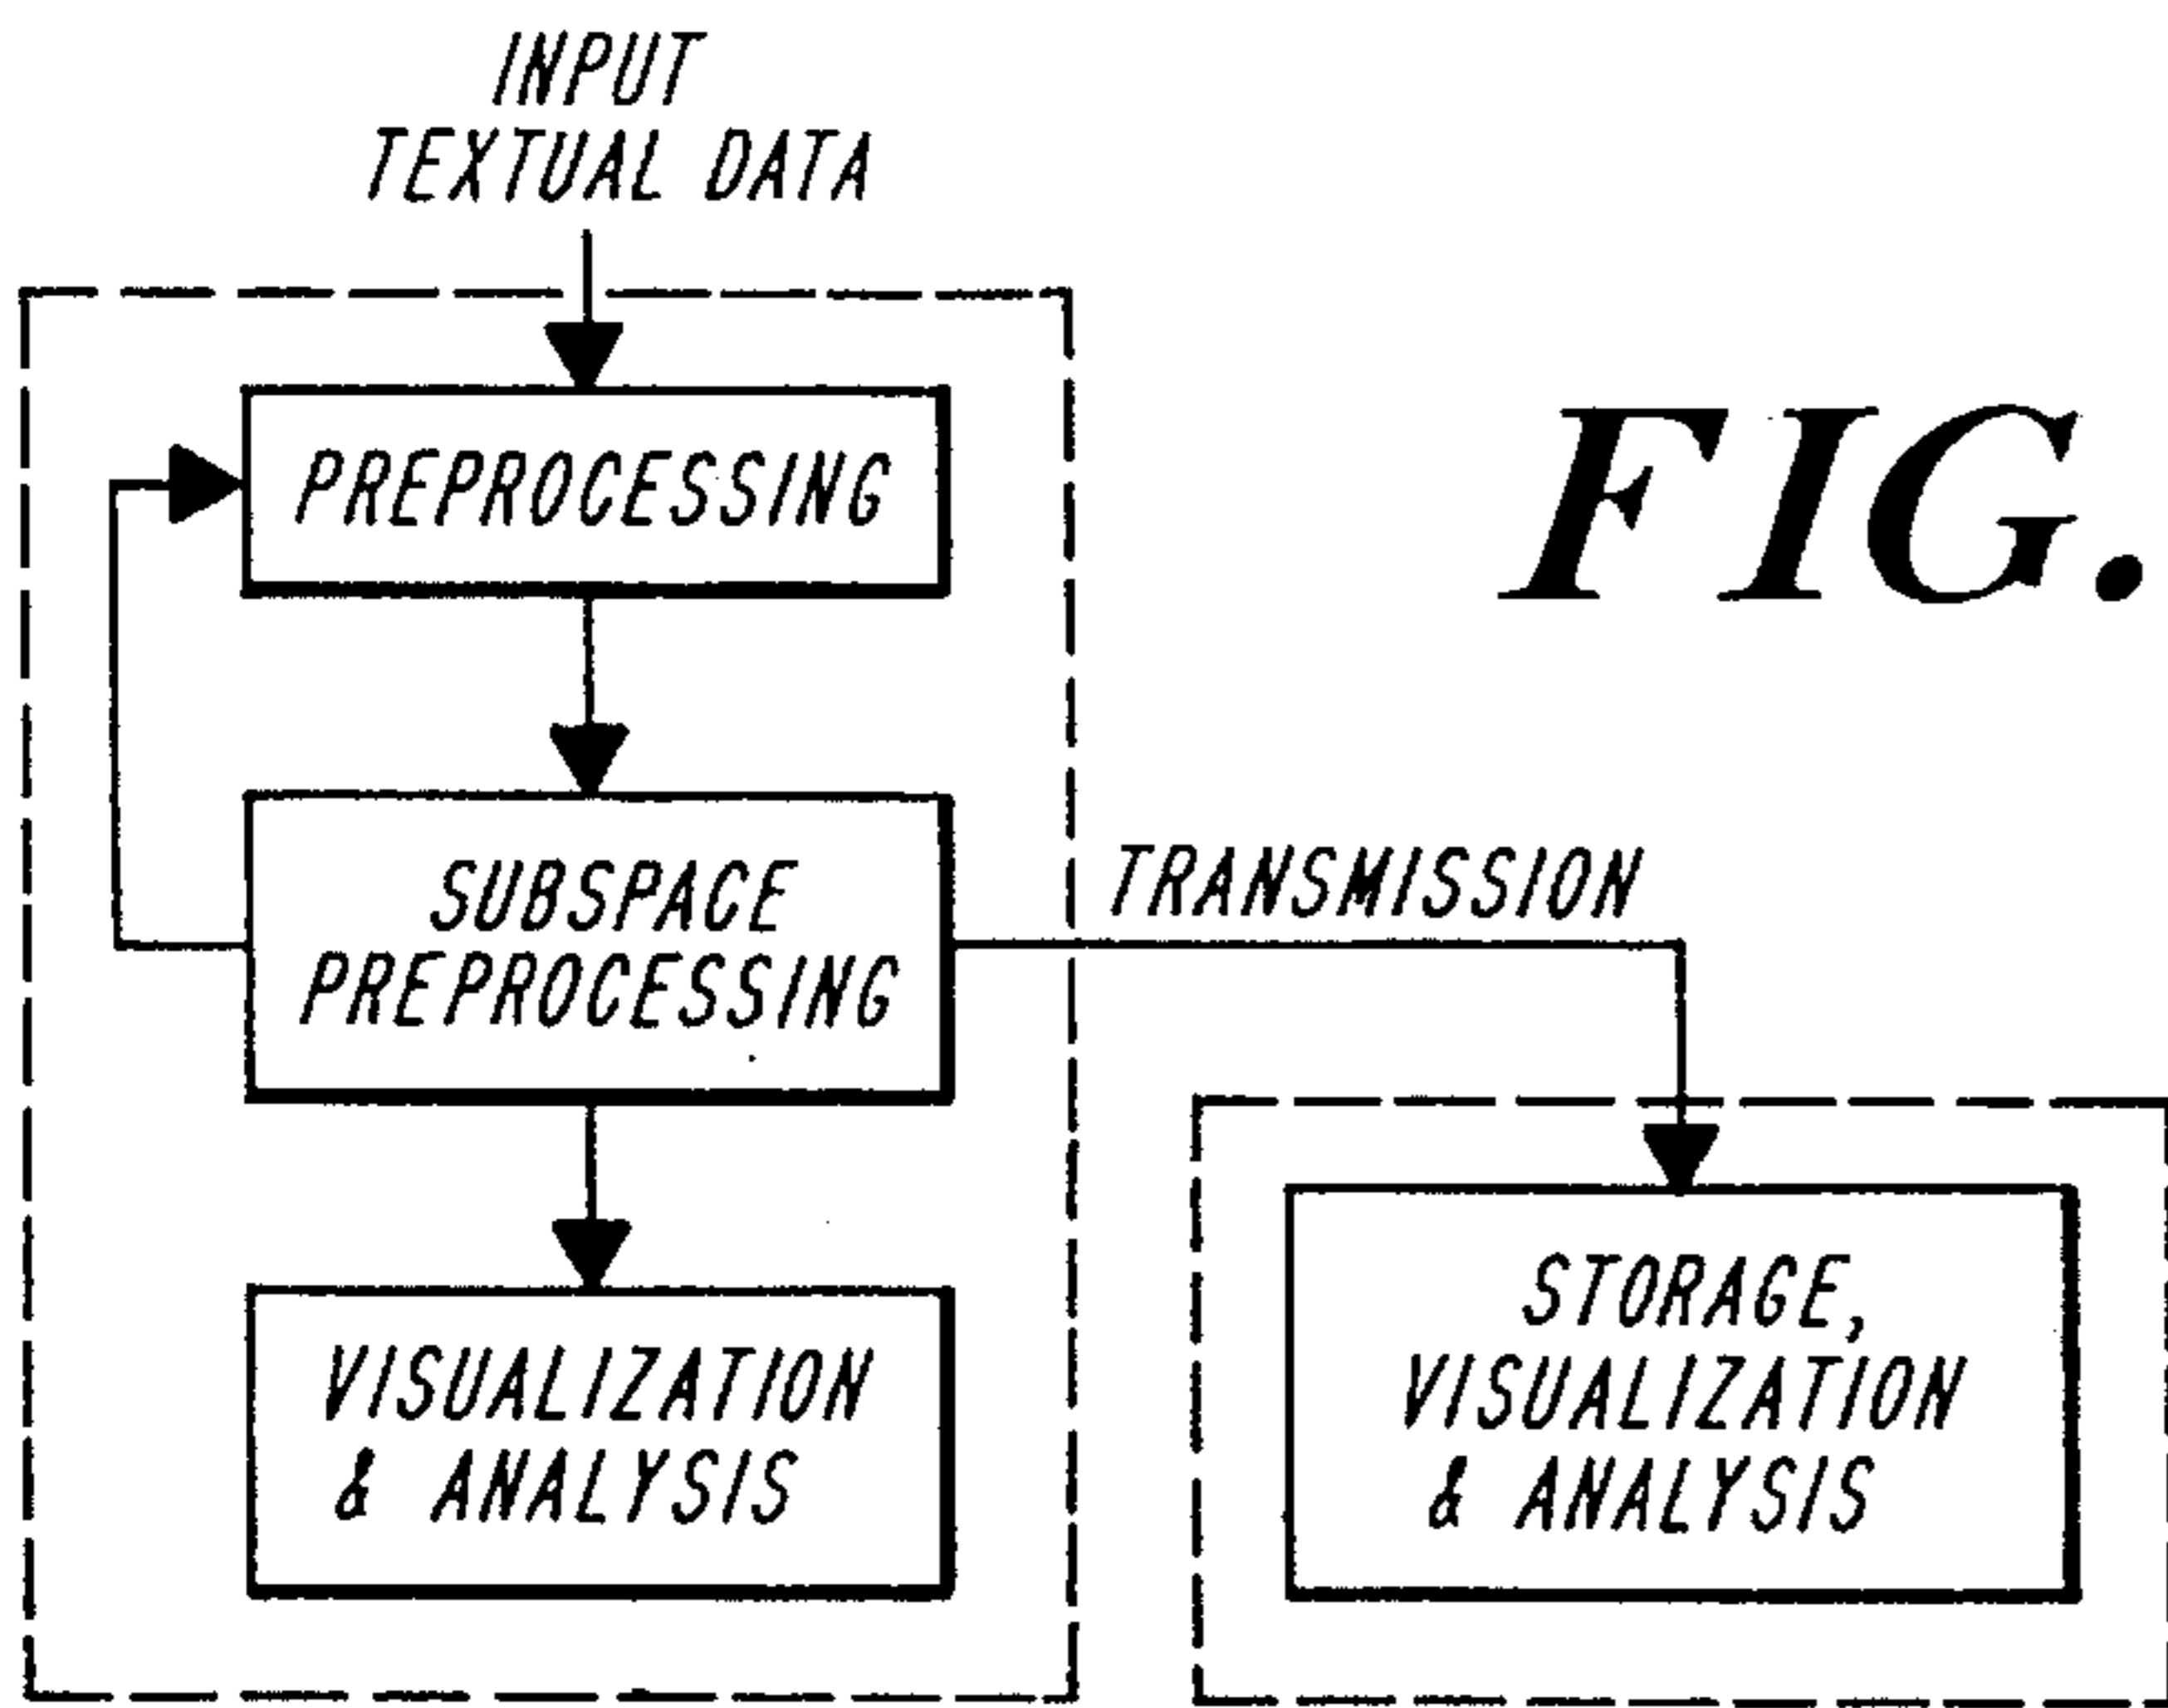 INPUT
TEXTUAL DATA
PREPROCESSING
FIG.
SUBSPACE
PREPROCESSING
TRANSMISSION
VISUALIZATION
& ANALYSIS
STORAGE,
VISUALIZATION
& ANALYSIS